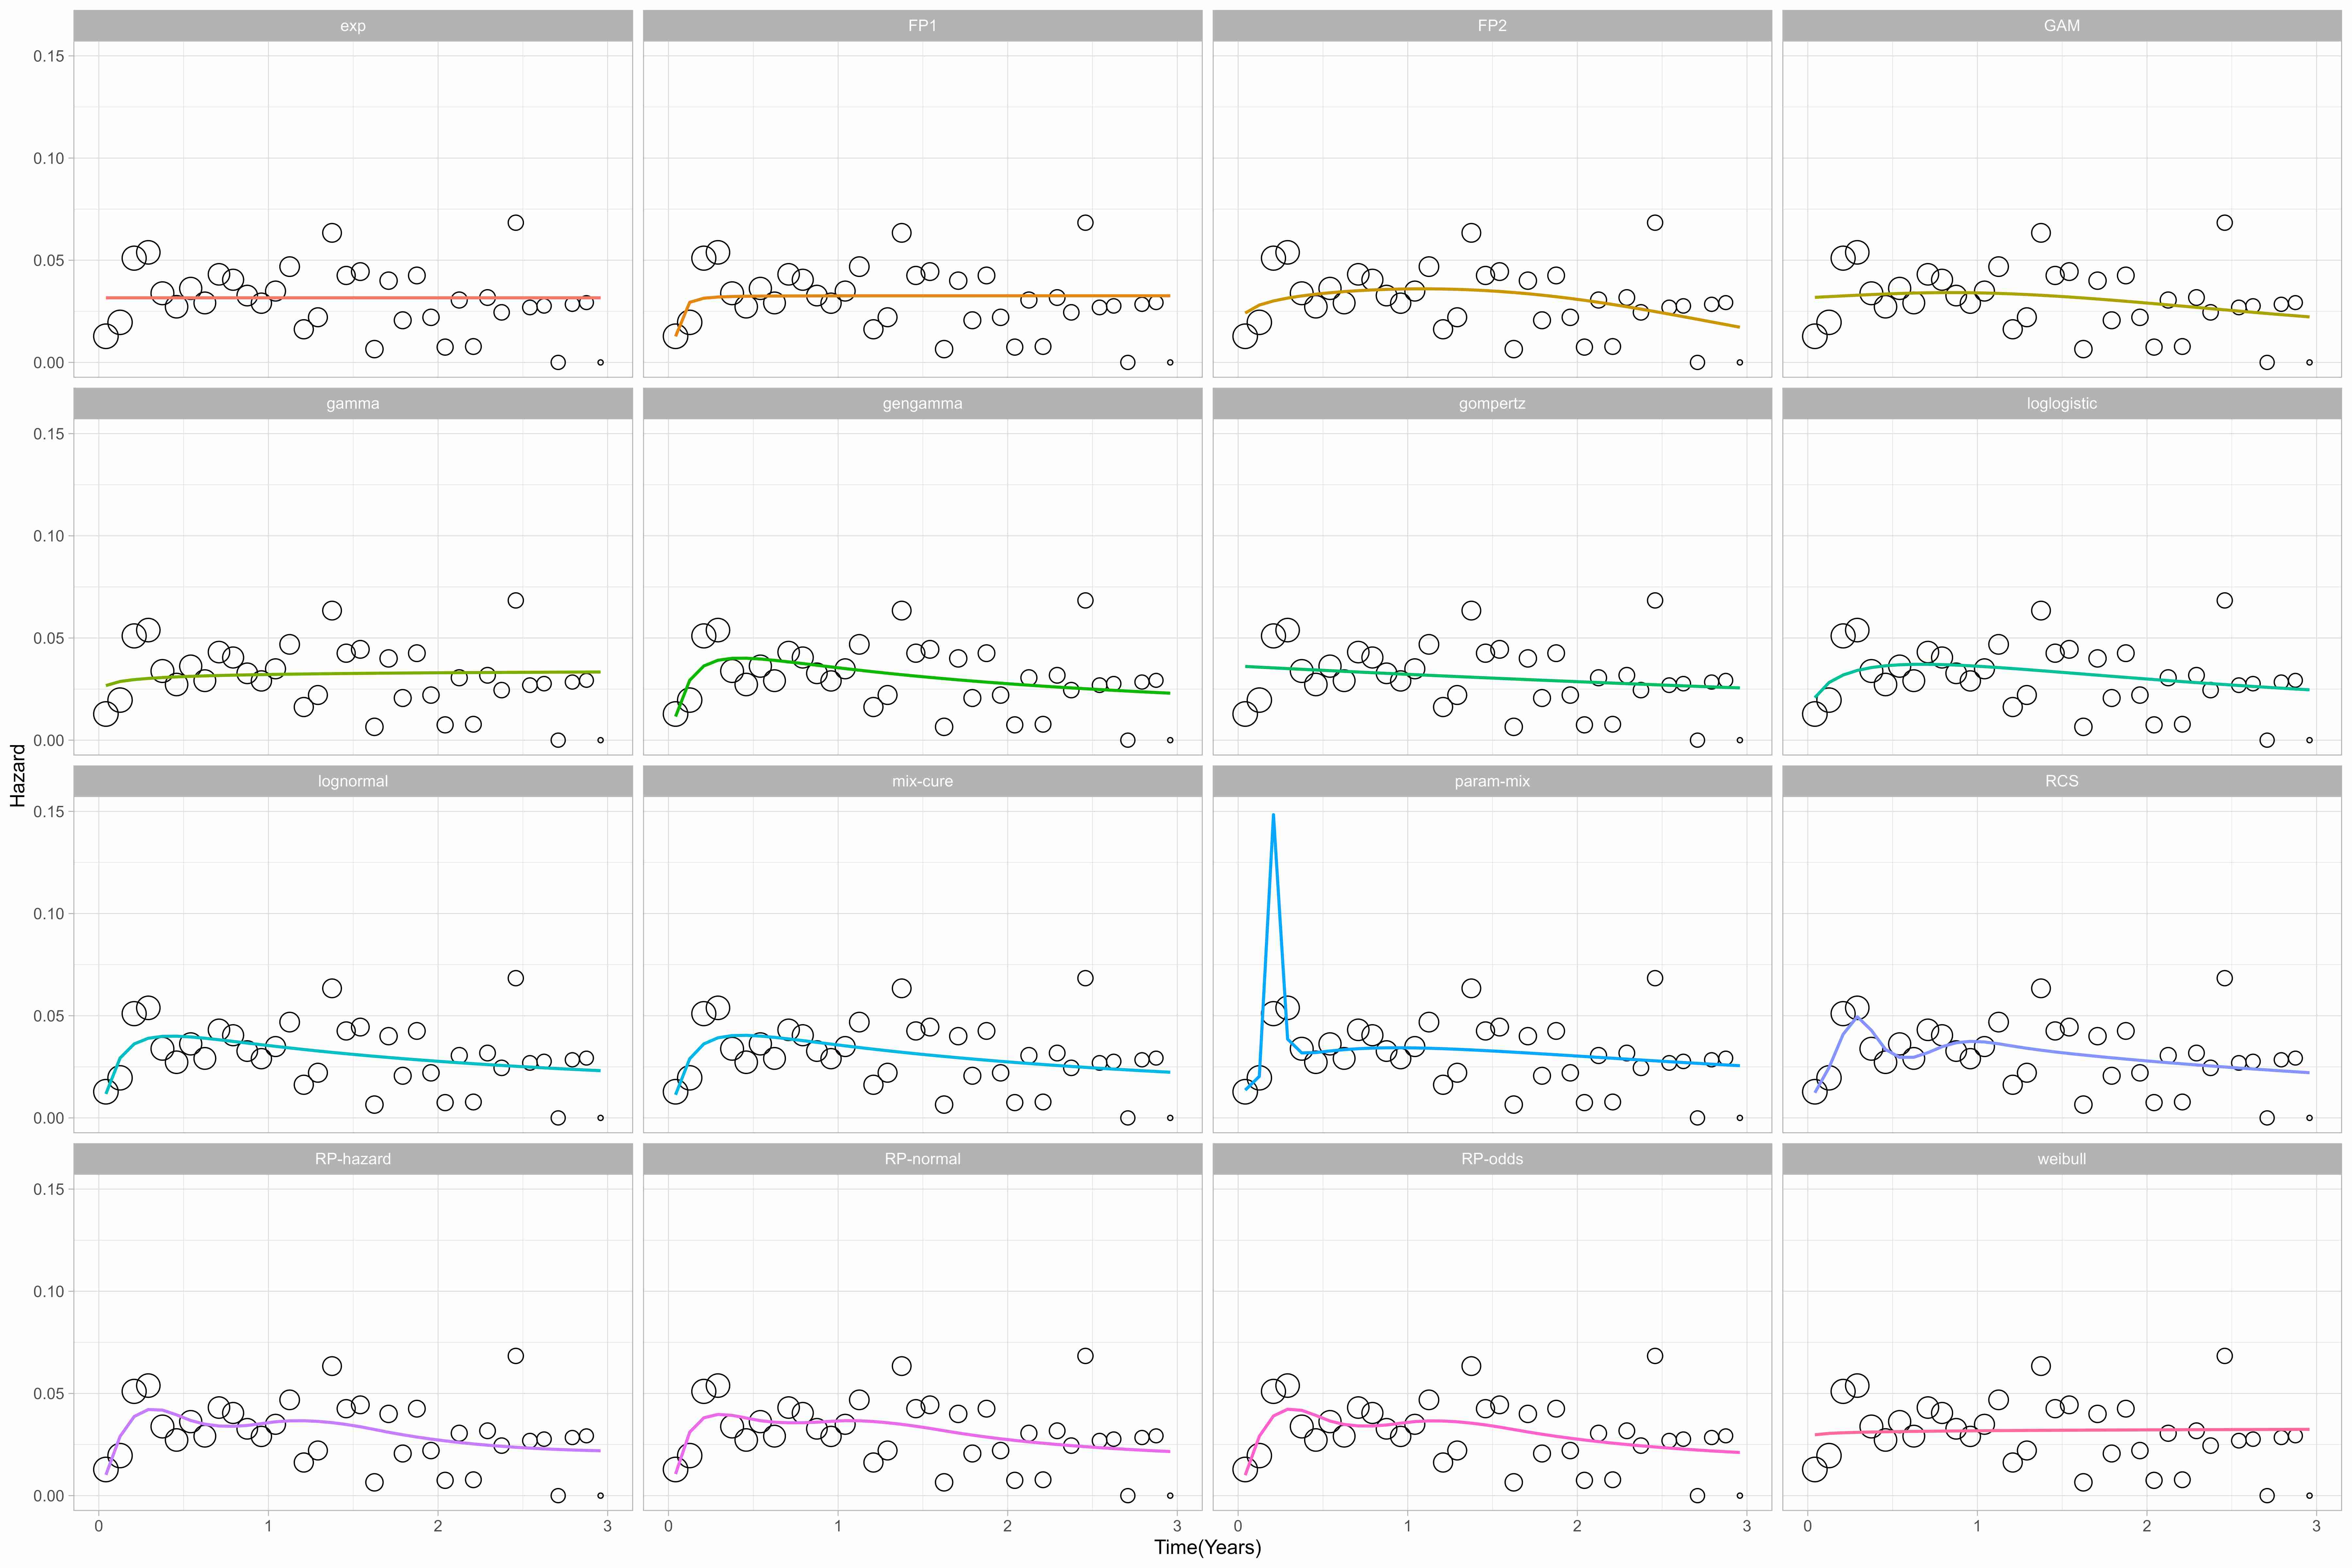 exp FP1 FP2 GAM
0.15
0.10
0.05
0.00
gamma gengamma gompertz loglogistic
0.15
0.10
0.05
0.00
Hazard
lognormal mix-cure param-mix RCS
0.15
0.10
0.05
0.00
RP-hazard RP-normal RP-odds weibull
0.15
0.10
0.05
0.00
0 1 2 3 0 1 2 3 0 1 2 3 0 1 2 3
Time(Years)